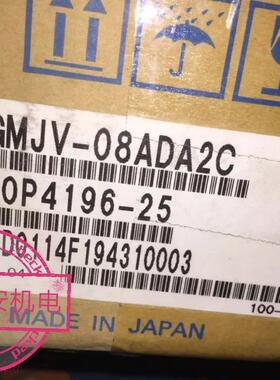 GMJV-08ADA2C
0P4196-25
D0114F194310003
MADE IN JAPAN
100-
安机电